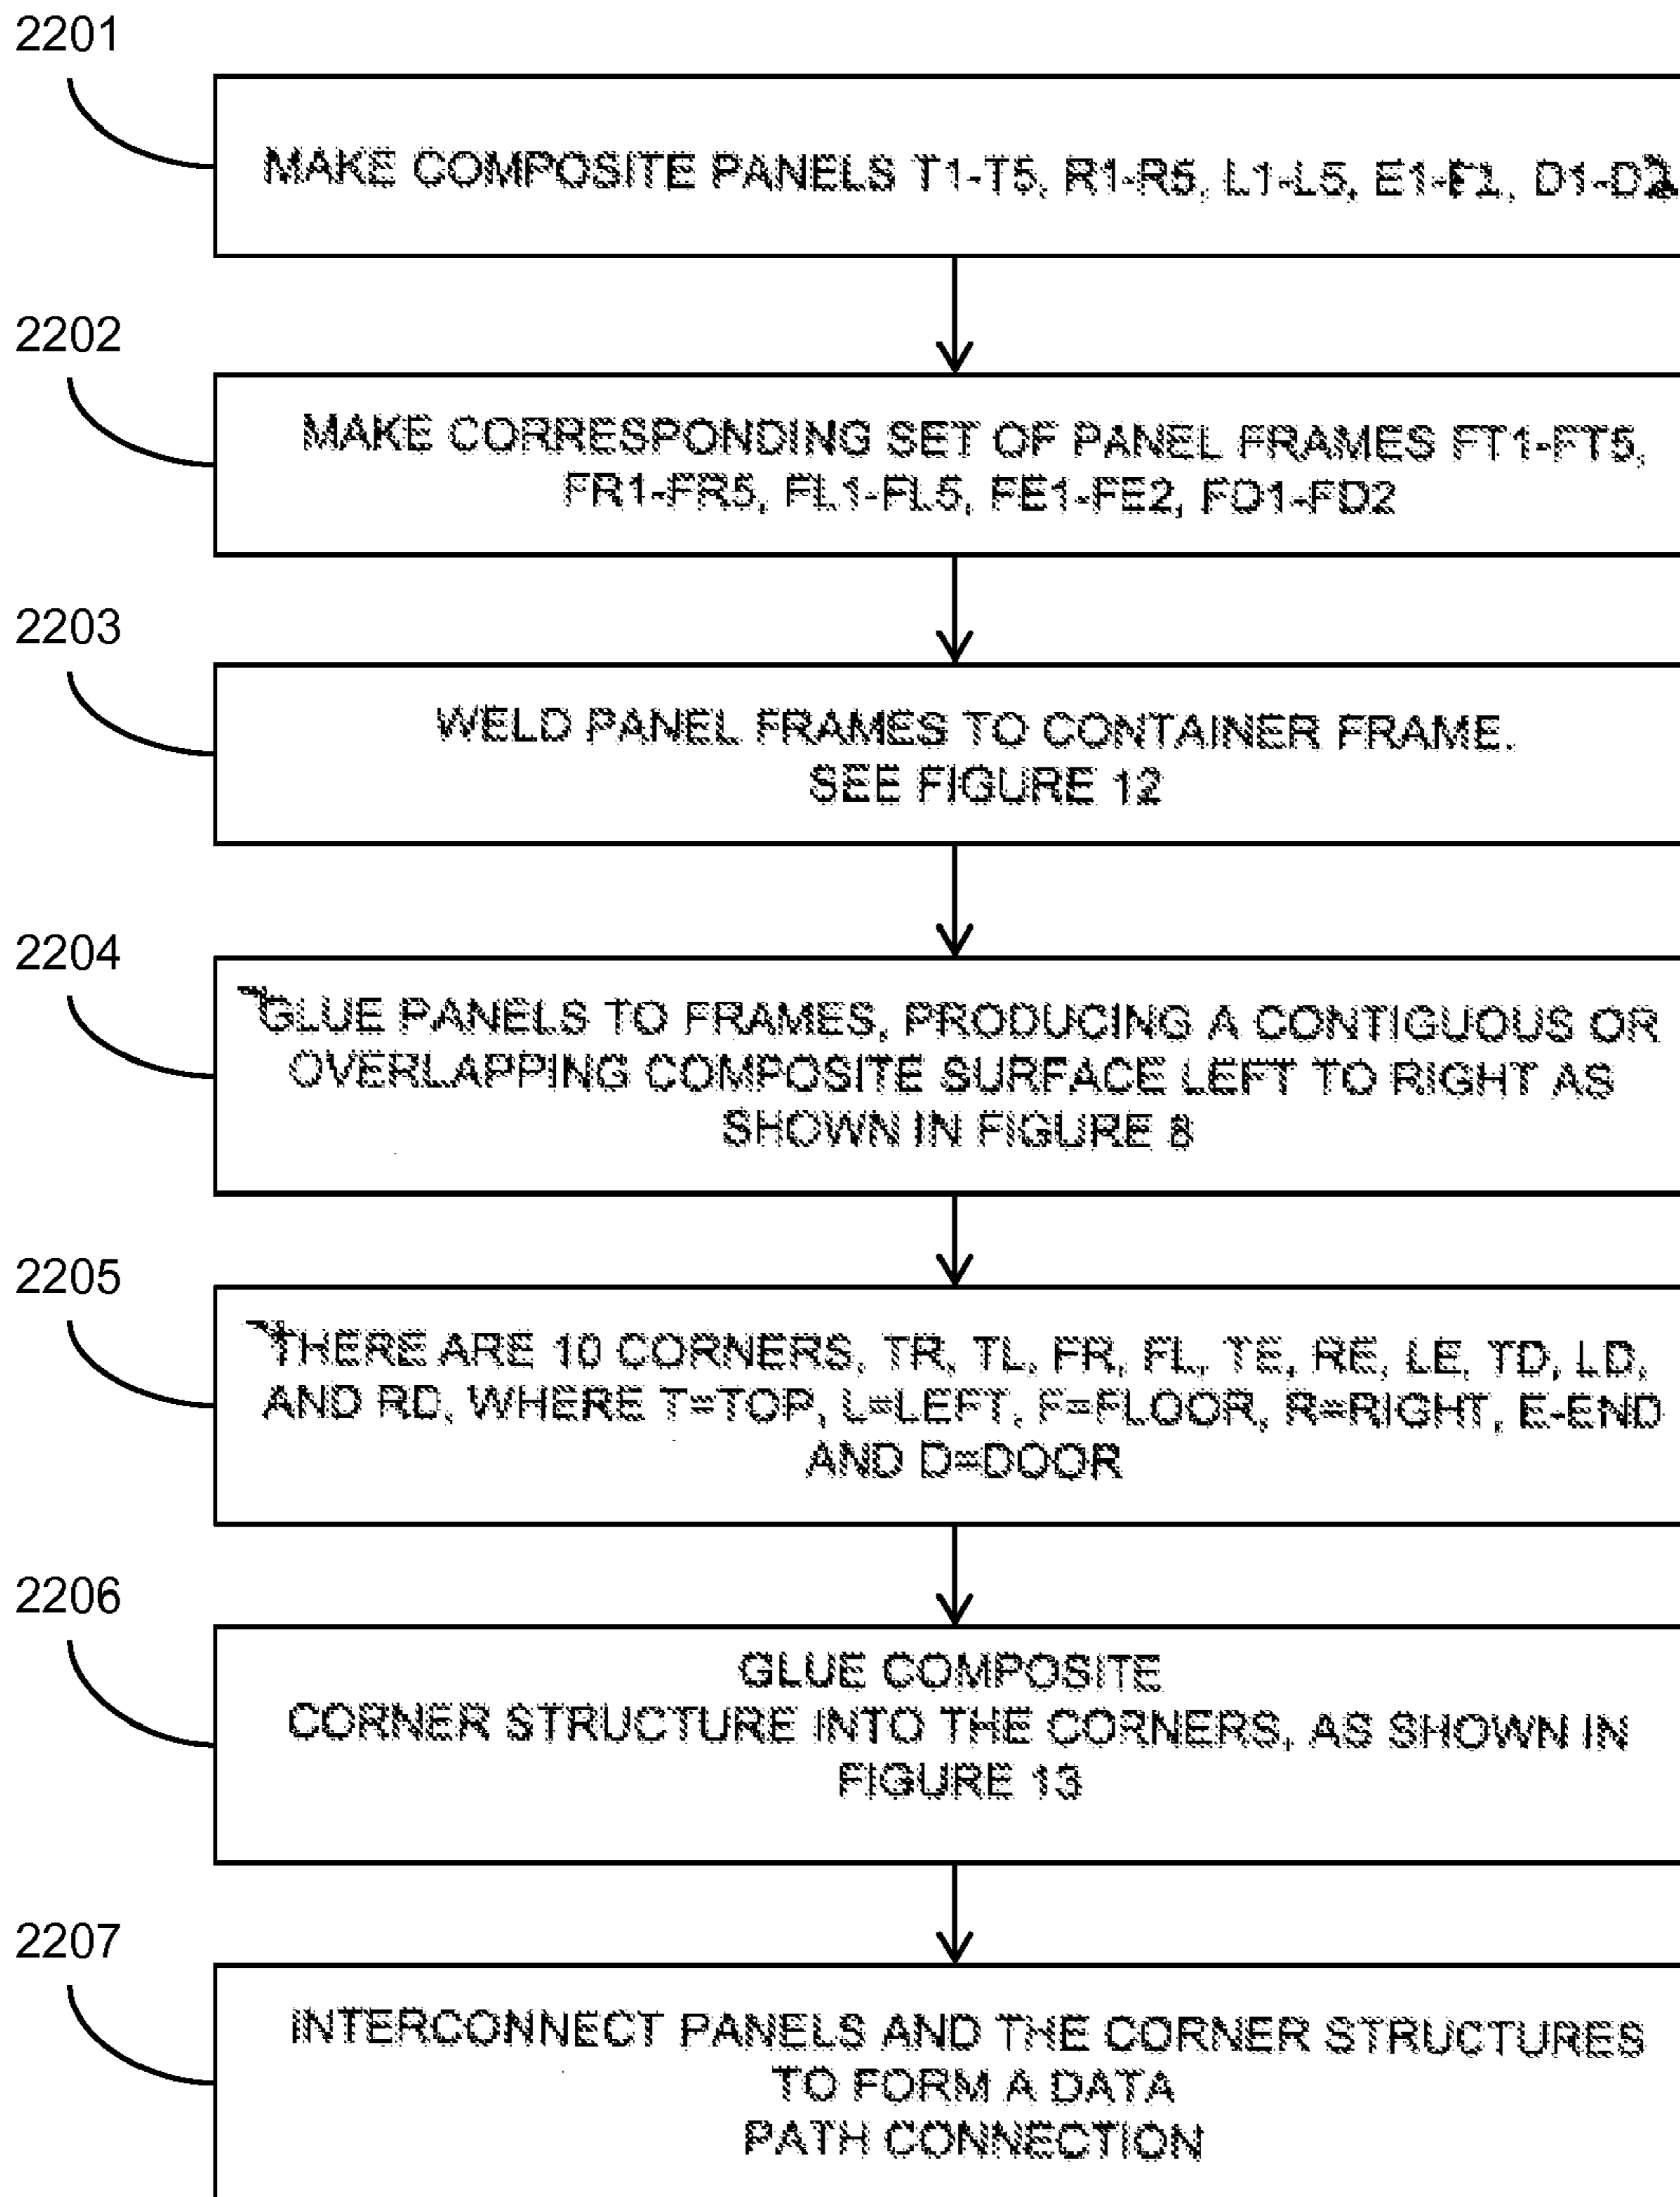 2201
MAKE COMPOSITE PANELS T1-T5, R1-R5, L1-L5, D1-D2
2202
MAKE CORRESPONDING SET OF PANEL FRAMES FT1-FT5,
FR1-FR5, FL1-FL5, FE1-FE2, FD1-FD2
2203
WELD PANEL FRAMES TO CONTAINER FRAME.
SEE FIGURE 12
2204
GLUE PANELS TO FRAMES, PRODUCING A CONTIGUOUS OR
OVERLAPPING COMPOSITE SURFACE LEFT TO RIGHT AS
SHOWN IN FIGURE 8
2205
THERE ARE 10 CORNERS, TR, TL, FR, FL, TE, RE, LE, TD, LD,
AND RD, WHERE T=TOP, L=LEFT, F=FLOOR, R=RIGHT, E-END
AND D=DOOR
2206
GLUE COMPOSITE
CORNER STRUCTURE INTO THE CORNERS, AS SHOWN IN
FIGURE 13
2207
INTERCONNECT PANELS AND THE CORNER STRUCTURES
TO FORM A DATA
PATH CONNECTION